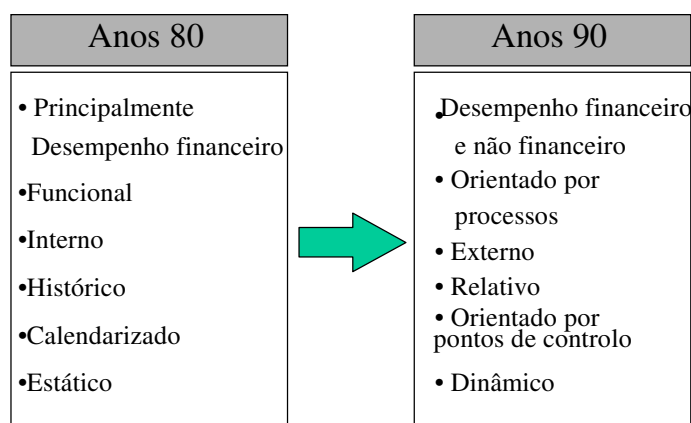 Anos 80
• Principalmente
Desempenho financeiro
•Funcional
•Interno
•Histórico
•Calendarizado
•Estático
Anos 90
•Desempenho financeiro
e não financeiro
• Orientado por
processos
• Externo
• Relativo
• Orientado por
pontos de controlo
• Dinâmico